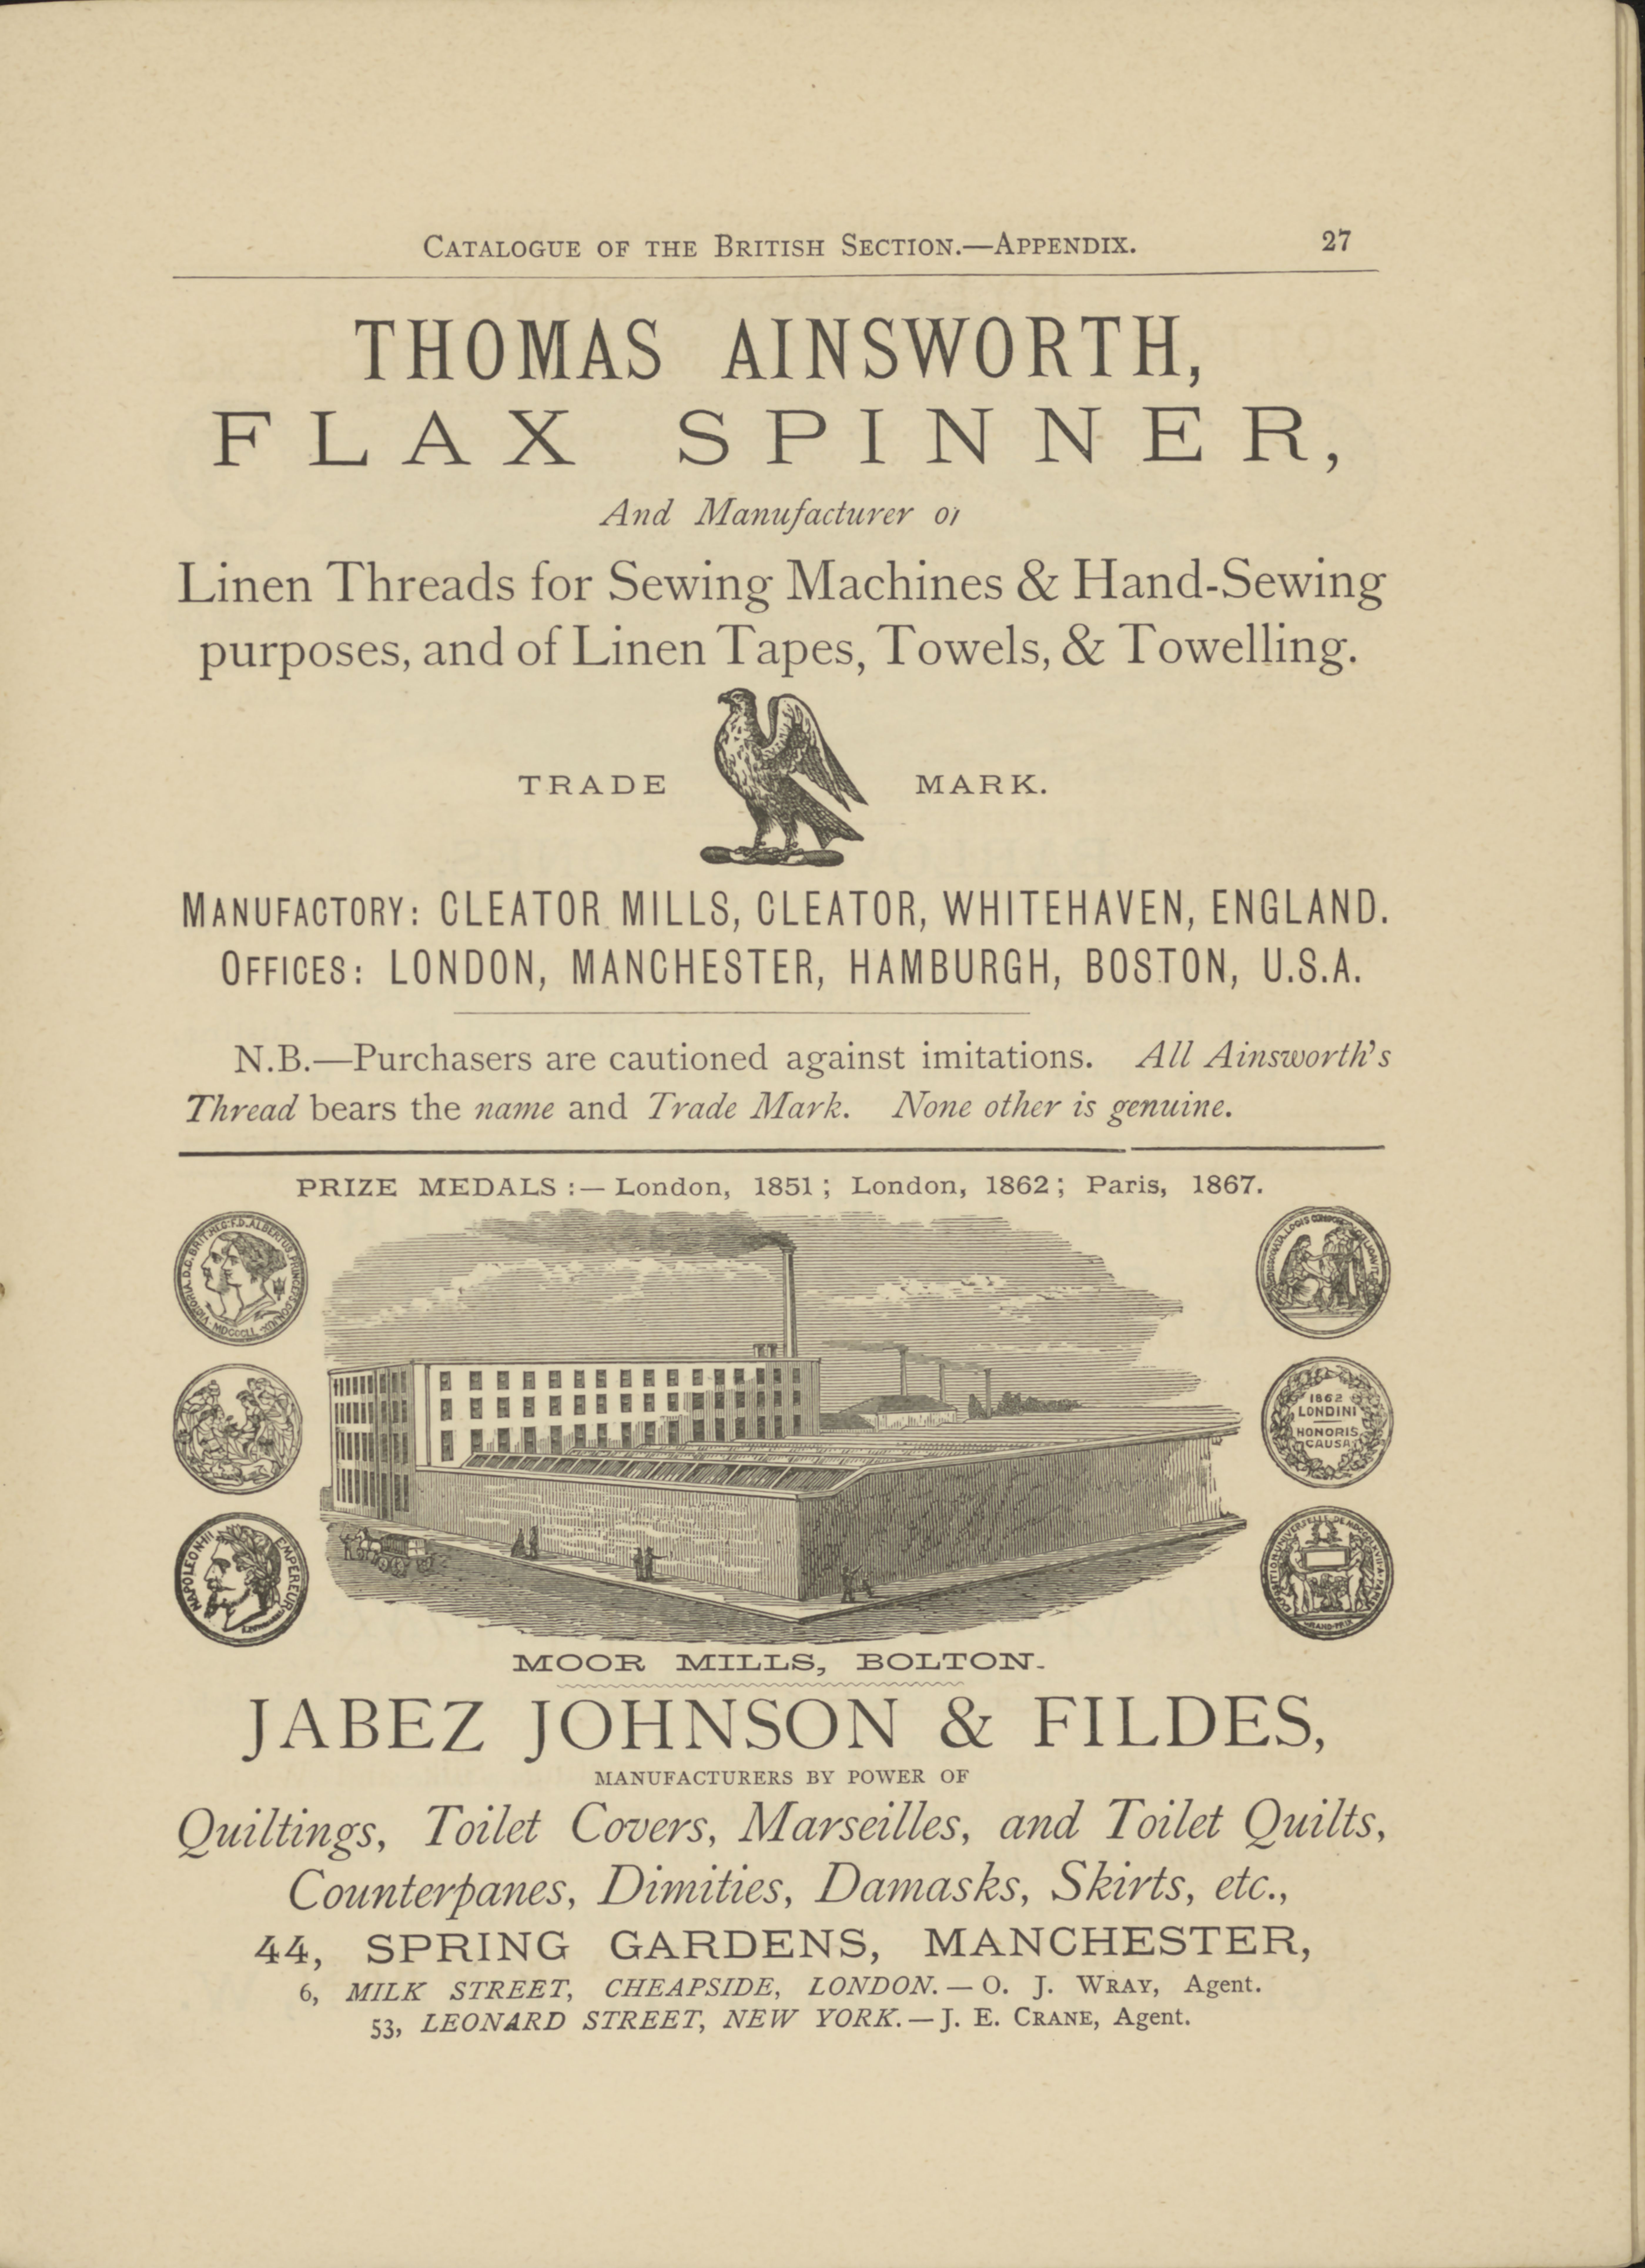 CATALOGUE OF THE BRITISH SECTION.—APPENDIX. 27
THOMAS AINSWORTH,
FLAX SPINNER,
And Manufacturer of
Linen Threads for Sewing Machines & Hand-Sewing
purposes, and of Linen Tapes, Towels, & Towelling.
TRADE MARK.
MANUFACTORY: CLEATOR MILLS, CLEATOR, WHITEHAVEN, ENGLAND.
OFFICES: LONDON, MANCHESTER, HAMBURGH, BOSTON, U.S.A.
N.B.—Purchasers are cautioned against imitations. All Ainsworth's
Thread bears the name and Trade Mark. None other is genuine.
PRIZE MEDALS :— London, 1851; London, 1862; Paris, 1867.
1862
LONDINI
HONORIS
CAUSA
NAPOLEON III EMPEREUR
MOOR MILLS, BOLTON.
JABEZ JOHNSON & FILDES,
MANUFACTURERS BY POWER OF
Quiltings, Toilet Covers, Marseilles, and Toilet Quilts,
Counterpanes, Dimities, Damasks, Skirts, etc.,
44, SPRING GARDENS, MANCHESTER,
6, MILK STREET, CHEAPSIDE, LONDON. — O. J. WRAY, Agent.
53, LEONARD STREET, NEW YORK. — J. E. CRANE, Agent.